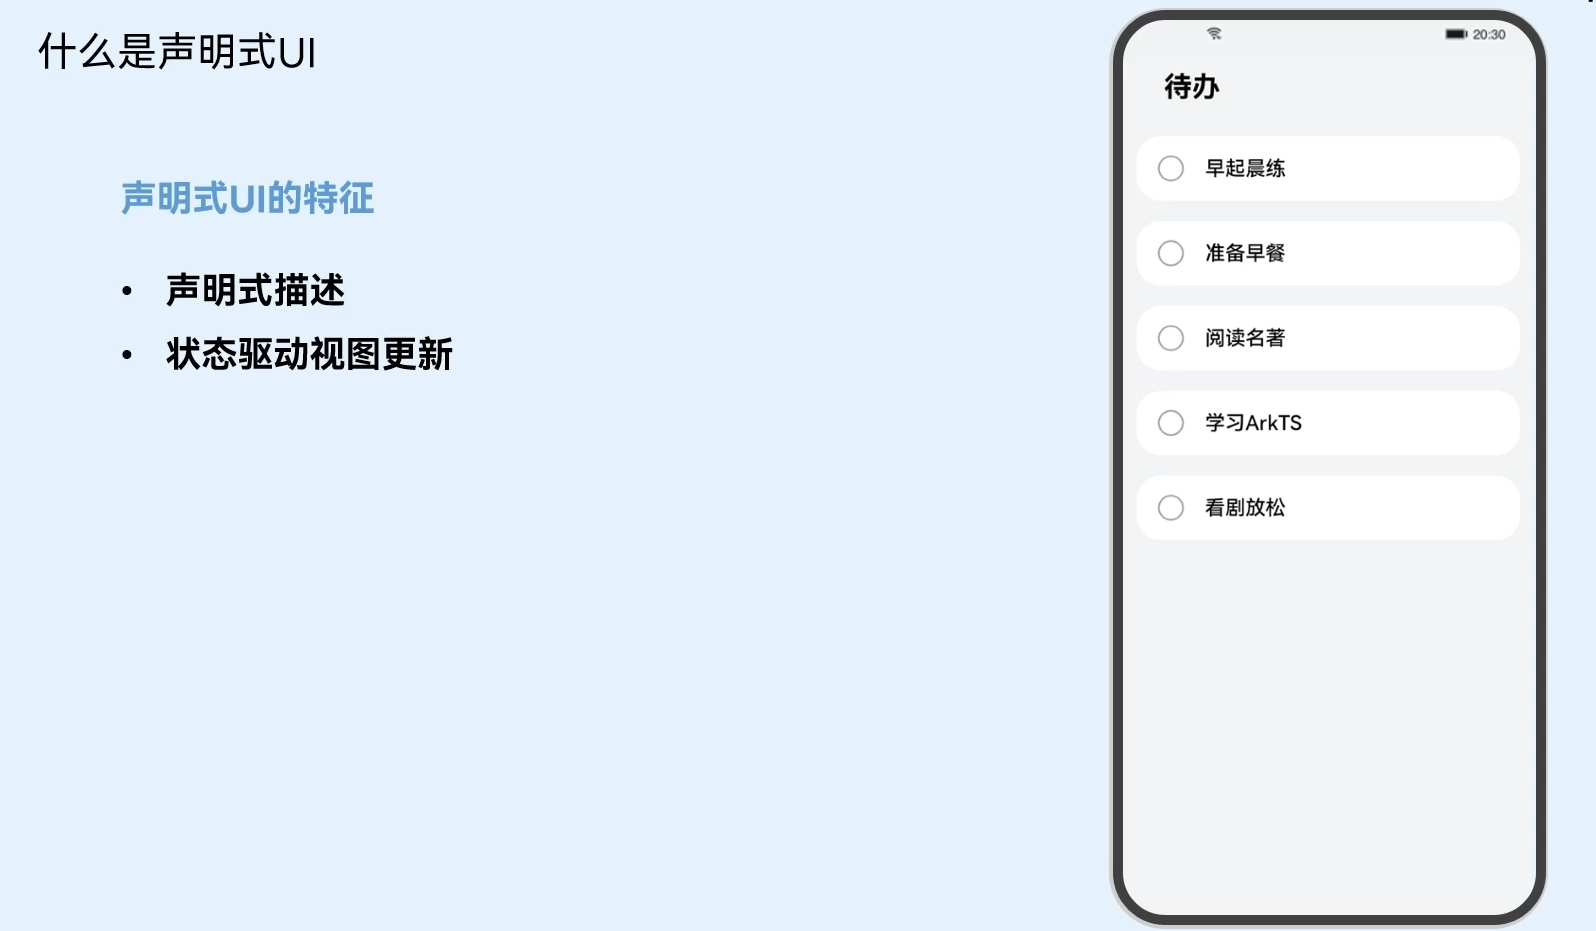 什么是声明式UI
声明式UI的特征
• 声明式描述
• 状态驱动视图更新
20:30
待办
早起晨练
准备早餐
阅读名著
学习ArkTS
看剧放松